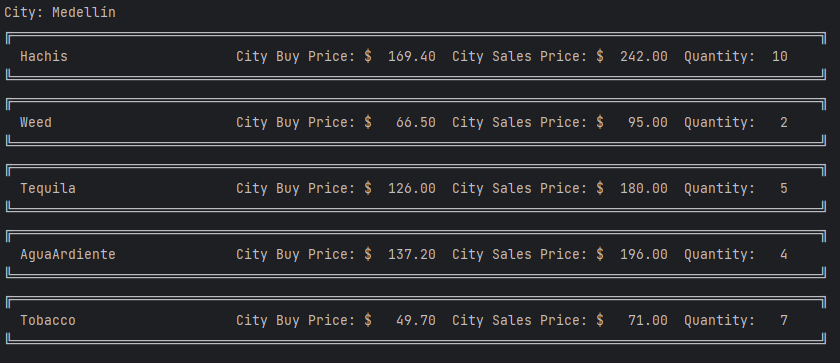 City: Medellin
Hachis City Buy Price: $ 169.40 City Sales Price: $ 242.00 Quantity: 10
Weed City Buy Price: $ 66.50 City Sales Price: $ 95.00 Quantity: 2
Tequila City Buy Price: $ 126.00 City Sales Price: $ 180.00 Quantity: 5
AguaArdiente City Buy Price: $ 137.20 City Sales Price: $ 196.00 Quantity: 4
Tobacco City Buy Price: $ 49.70 City Sales Price: $ 71.00 Quantity: 7